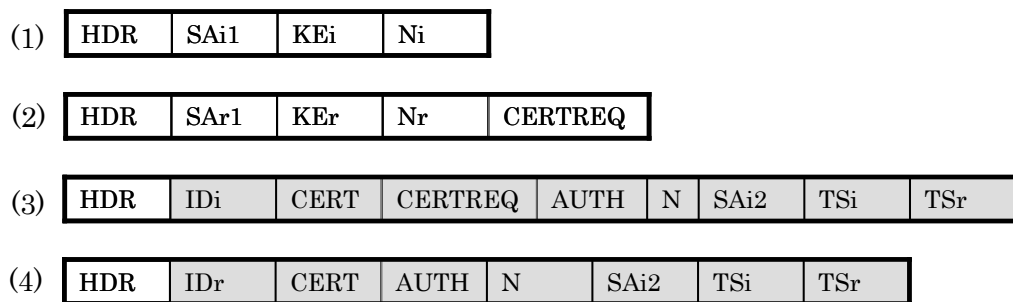 (1) HDR SAi1 KEi Ni
(2) HDR SAr1 KEr Nr CERTREQ
(3) HDR IDi CERT CERTREQ AUTH N SAi2 TSi TSr
(4) HDR IDr CERT AUTH N SAi2 TSi TSr